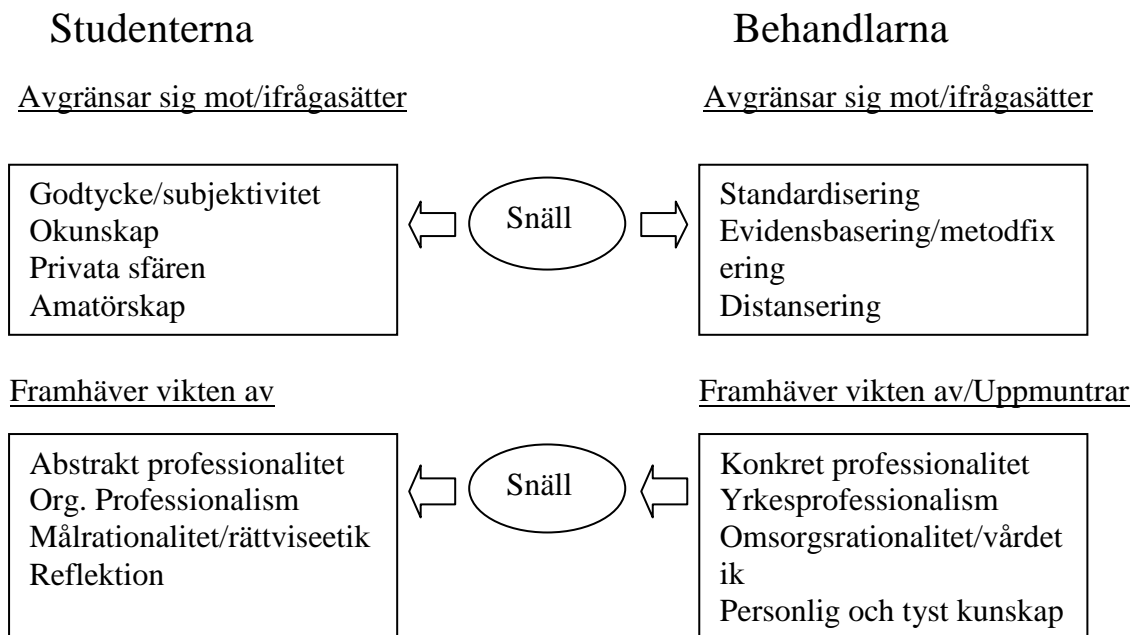 Studenterna
Behandlarna
Avgränsar sig mot/ifrågasätter
Avgränsar sig mot/ifrågasätter
Godtycke/subjektivitet
Okunskap
Privata sfären
Amatörskap
Snäll
Standardisering
Evidensbasering/metodfix
ering
Distansering
Framhäver vikten av
Framhäver vikten av/Uppmuntrar
Abstrakt professionalitet
Org. Professionalism
Målrationalitet/rättviseetik
Reflektion
Snäll
Konkret professionalitet
Yrkesprofessionalism
Omsorgsrationalitet/vårdet
ik
Personlig och tyst kunskap